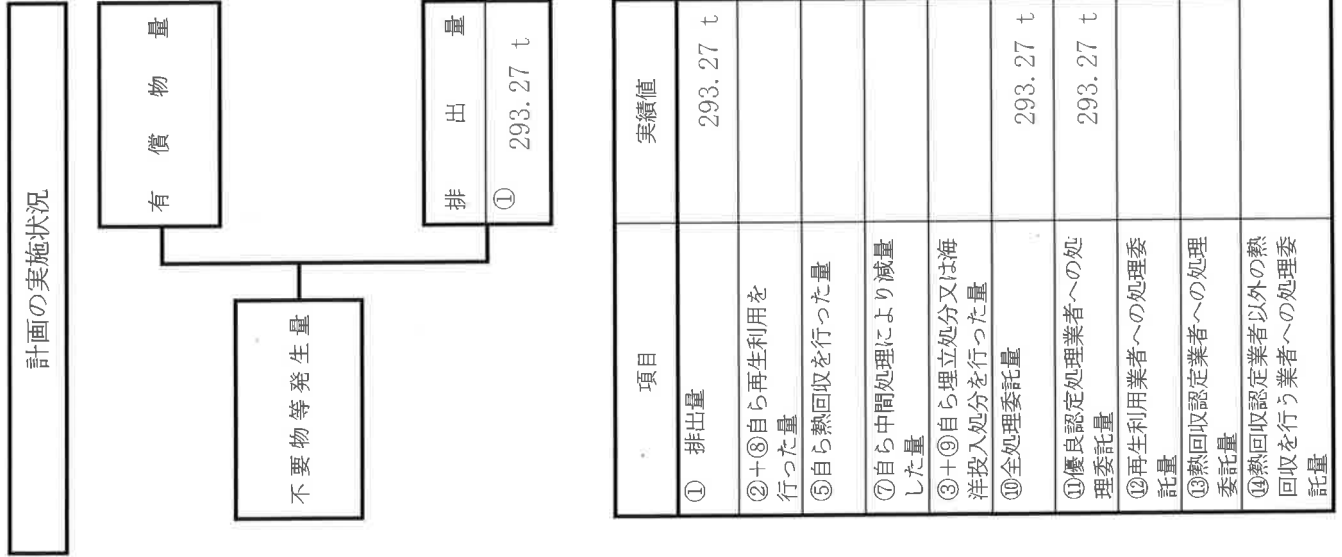 計画の実施状況
有償物量
不要物等発生量
排出量
① 293.27 t
項目 実績値
① 排出量 293.27 t
②+⑧自ら再生利用を
行った量
⑤自ら熱回収を行った量
⑦自ら中間処理により減量
した量
③+⑨自ら埋立処分又は海
洋投入処分を行った量
⑩全処理委託量 293.27 t
⑪優良認定処理業者への処
理委託量 293.27 t
⑫再生利用業者への処理委
託量
⑬熱回収認定業者への処理
委託量
⑭熱回収認定業者以外の熱
回収を行う業者への処理委
託量